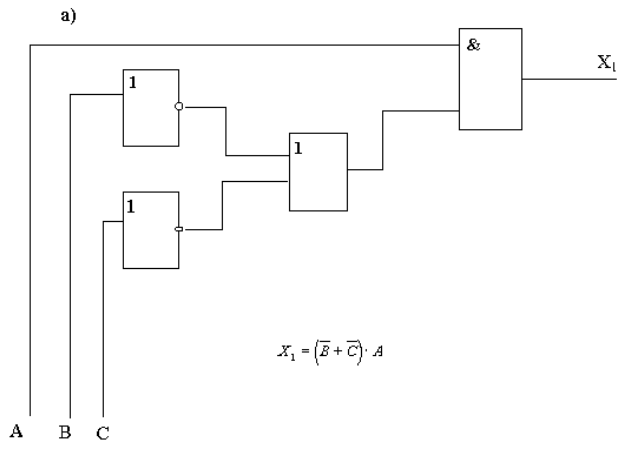 a)
&
X₁
1
1
1
X₁ = (B̅ + C̅) · A
A B C